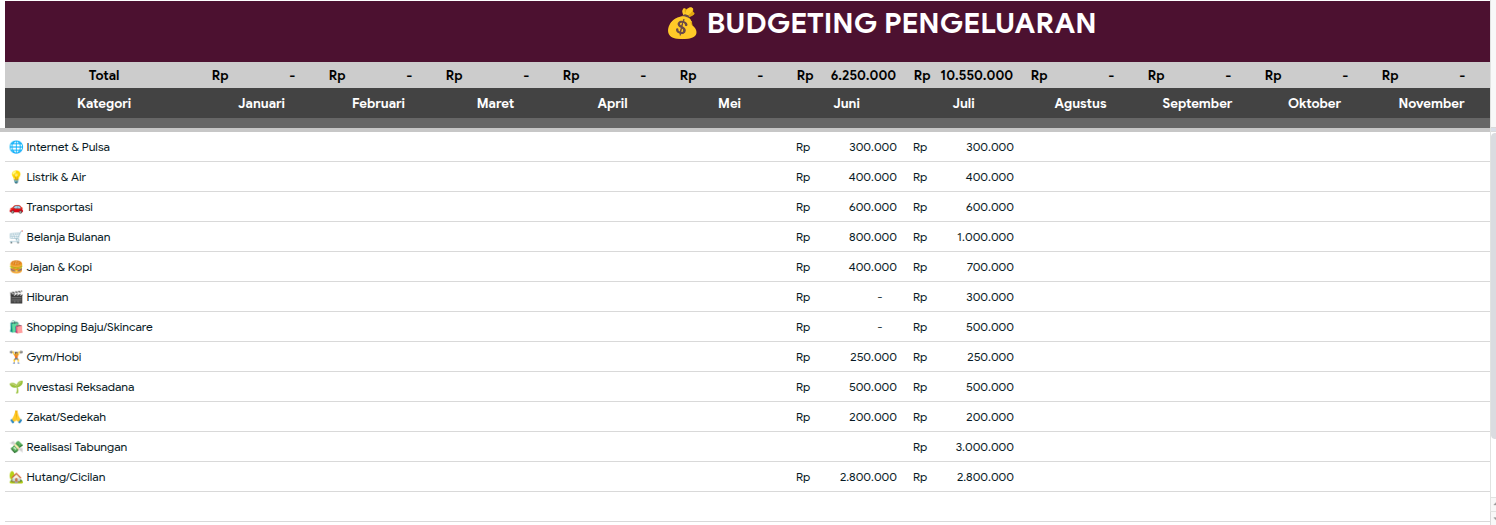 💰 BUDGETING PENGELUARAN
Total Rp - Rp - Rp - Rp - Rp - Rp 6.250.000 Rp 10.550.000 Rp - Rp - Rp - Rp -
Kategori Januari Februari Maret April Mei Juni Juli Agustus September Oktober November
🌐 Internet & Pulsa Rp 300.000 Rp 300.000
💡 Listrik & Air Rp 400.000 Rp 400.000
🚗 Transportasi Rp 600.000 Rp 600.000
🛒 Belanja Bulanan Rp 800.000 Rp 1.000.000
🍔 Jajan & Kopi Rp 400.000 Rp 700.000
🎬 Hiburan Rp - Rp 300.000
🛍️ Shopping Baju/Skincare Rp - Rp 500.000
🏋️ Gym/Hobi Rp 250.000 Rp 250.000
🌱 Investasi Reksadana Rp 500.000 Rp 500.000
🙏 Zakat/Sedekah Rp 200.000 Rp 200.000
💸 Realisasi Tabungan Rp 3.000.000
🏡 Hutang/Cicilan Rp 2.800.000 Rp 2.800.000